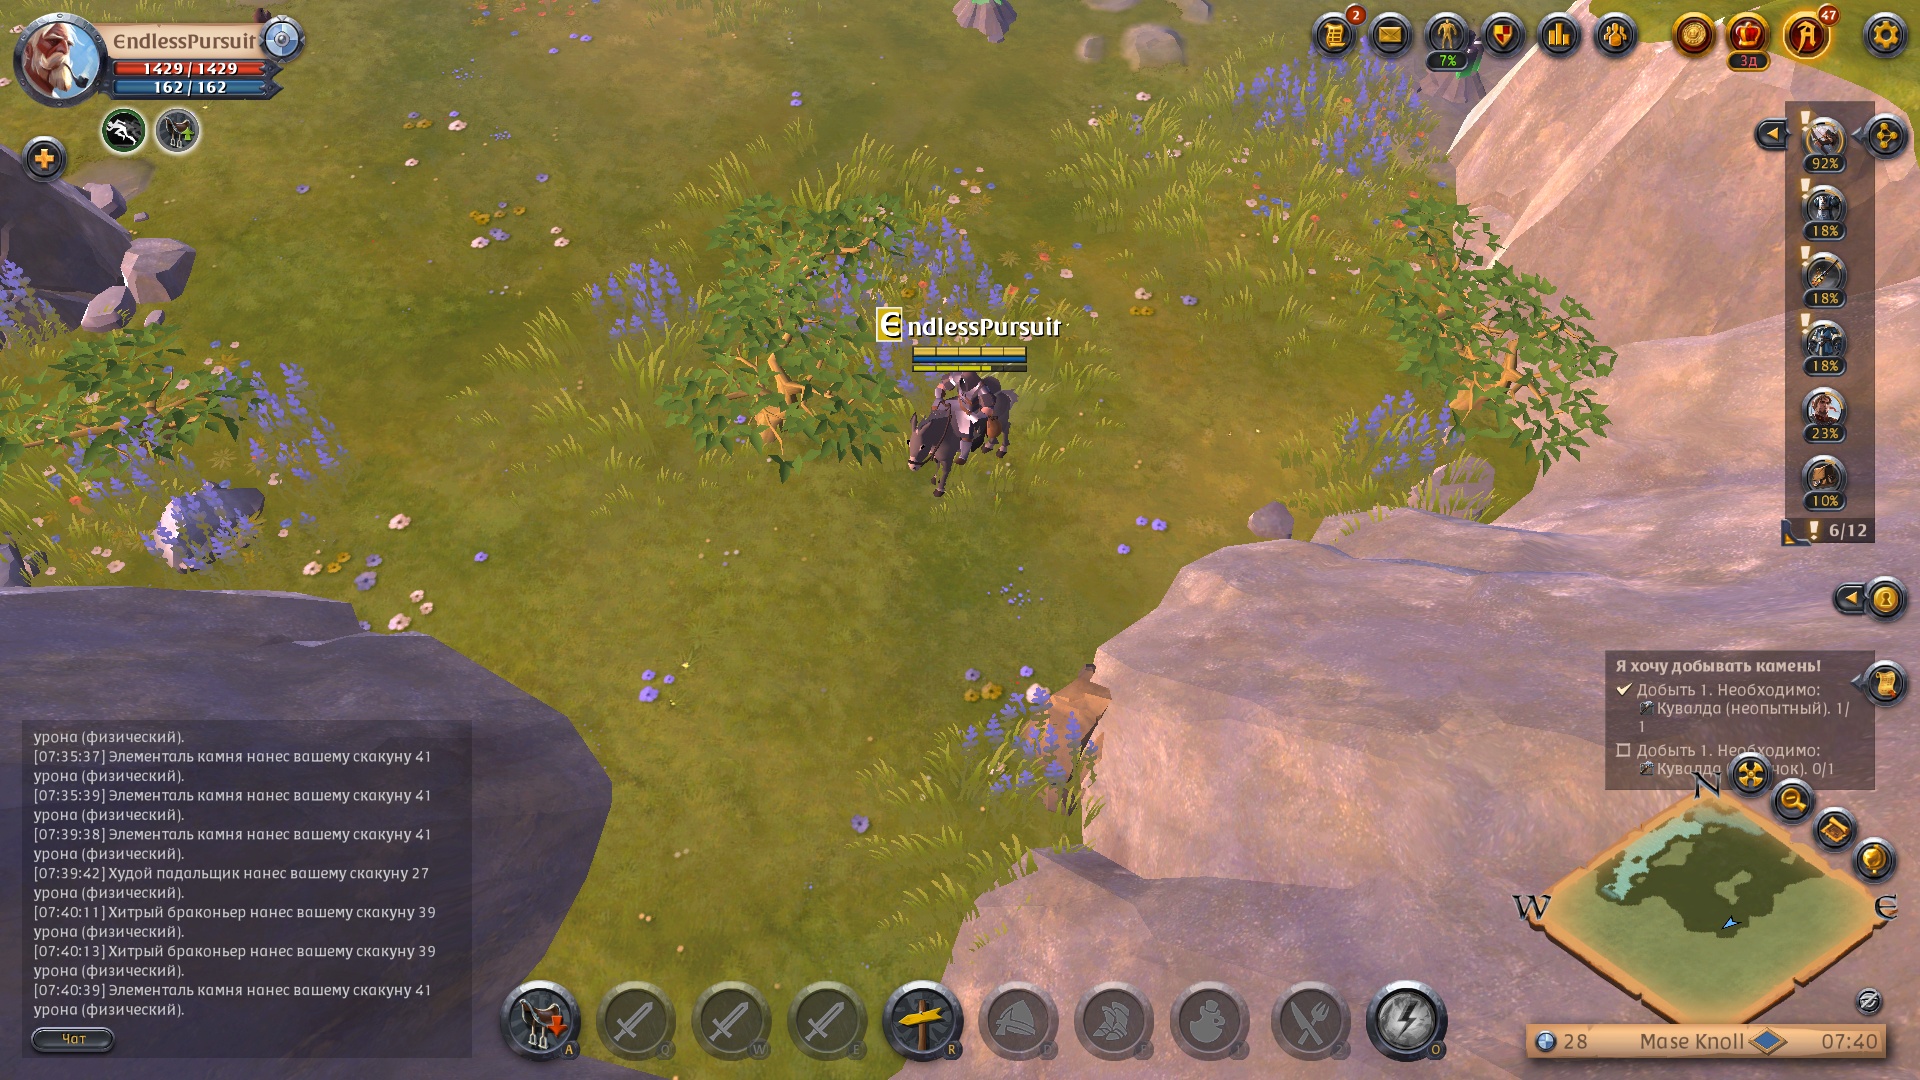 EndlessPursuit
1429 / 1429
162 / 162
2
7%
3д
47
92%
18%
18%
18%
23%
10%
6/12
EndlessPursuit
Я хочу добывать камень!
Добыть 1. Необходимо:
Кувалда (неопытный). 1/
1
Добыть 1. Необходимо:
Кувалда 0/1
урона (физический).
[07:35:37] Элементаль камня нанес вашему скакуну 41
урона (физический).
[07:35:39] Элементаль камня нанес вашему скакуну 41
урона (физический).
[07:39:38] Элементаль камня нанес вашему скакуну 41
урона (физический).
[07:39:42] Худой падальщик нанес вашему скакуну 27
урона (физический).
[07:40:11] Хитрый браконьер нанес вашему скакуну 39
урона (физический).
[07:40:13] Хитрый браконьер нанес вашему скакуну 39
урона (физический).
[07:40:39] Элементаль камня нанес вашему скакуну 41
урона (физический).
Чат
A Q W E R D F 1 2 O
N
W
E
28 Mase Knoll 07:40